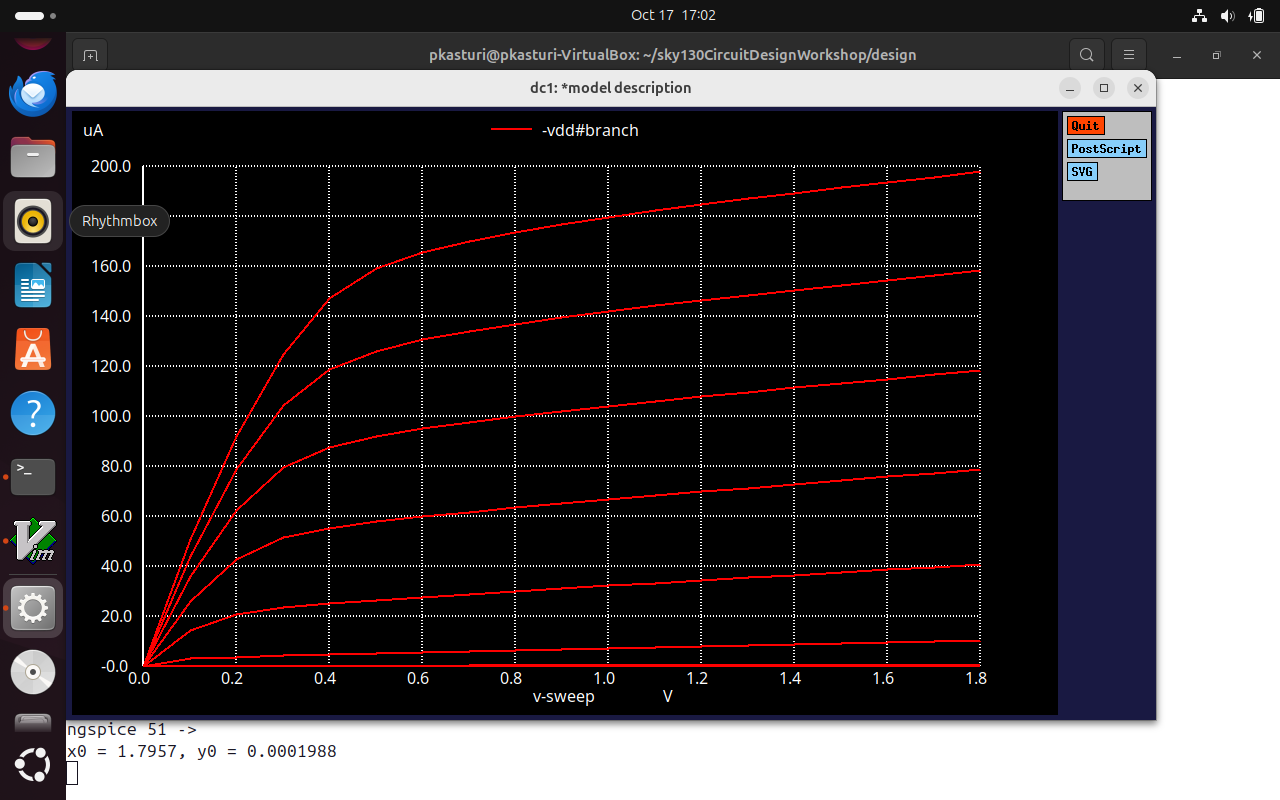 Oct 17 17:02
pkasturi@pkasturi-VirtualBox: ~/sky130CircuitDesignWorkshop/design
dc1: *model description
uA
-vdd#branch
Quit
PostScript
SVG
200.0
Rhythmbox
160.0
140.0
120.0
100.0
80.0
60.0
40.0
20.0
-0.0
0.0 0.2 0.4 0.6 0.8 1.0 1.2 1.4 1.6 1.8
v-sweep V
>_
Vim
?
A
ngspice 51 ->
x0 = 1.7957, y0 = 0.0001988